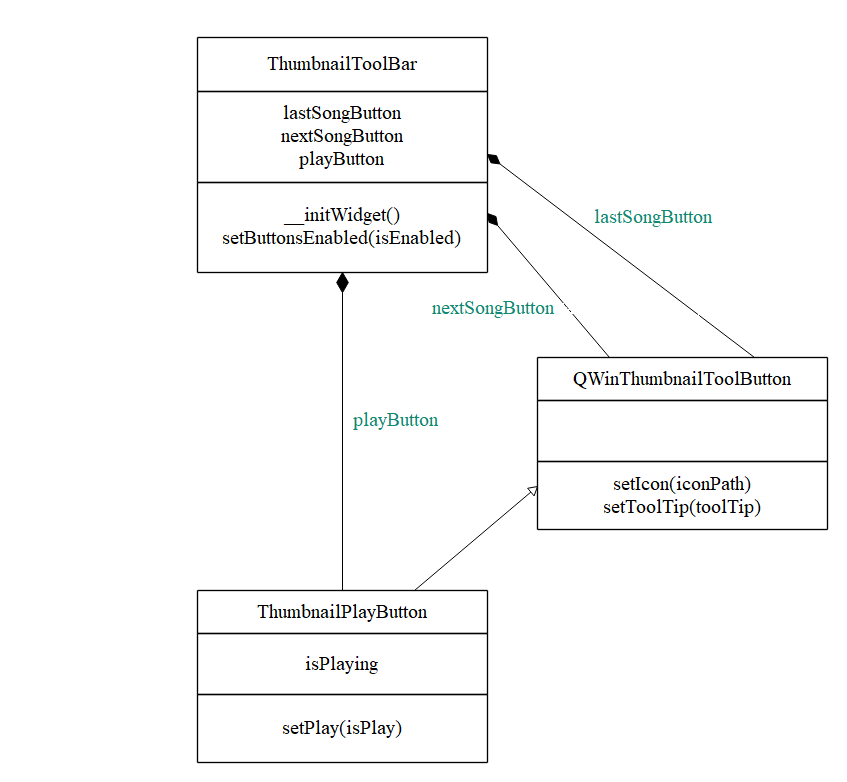 ThumbnailToolBar
lastSongButton
nextSongButton
playButton
__initWidget()
setButtonsEnabled(isEnabled)
lastSongButton
nextSongButton
QWinThumbnailToolButton
playButton
setIcon(iconPath)
setToolTip(toolTip)
ThumbnailPlayButton
isPlaying
setPlay(isPlay)